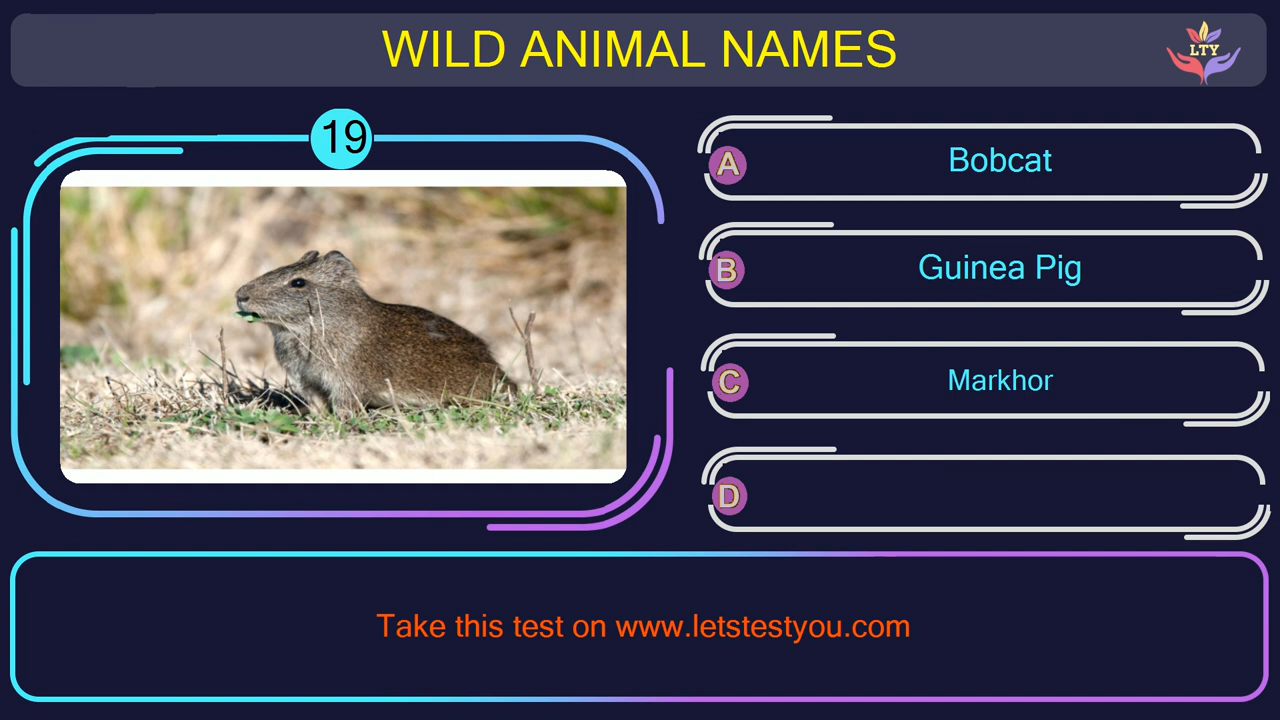 WILD ANIMAL NAMES
LTY
19
A
Bobcat
B
Guinea Pig
C
Markhor
D
Take this test on www.letstestyou.com